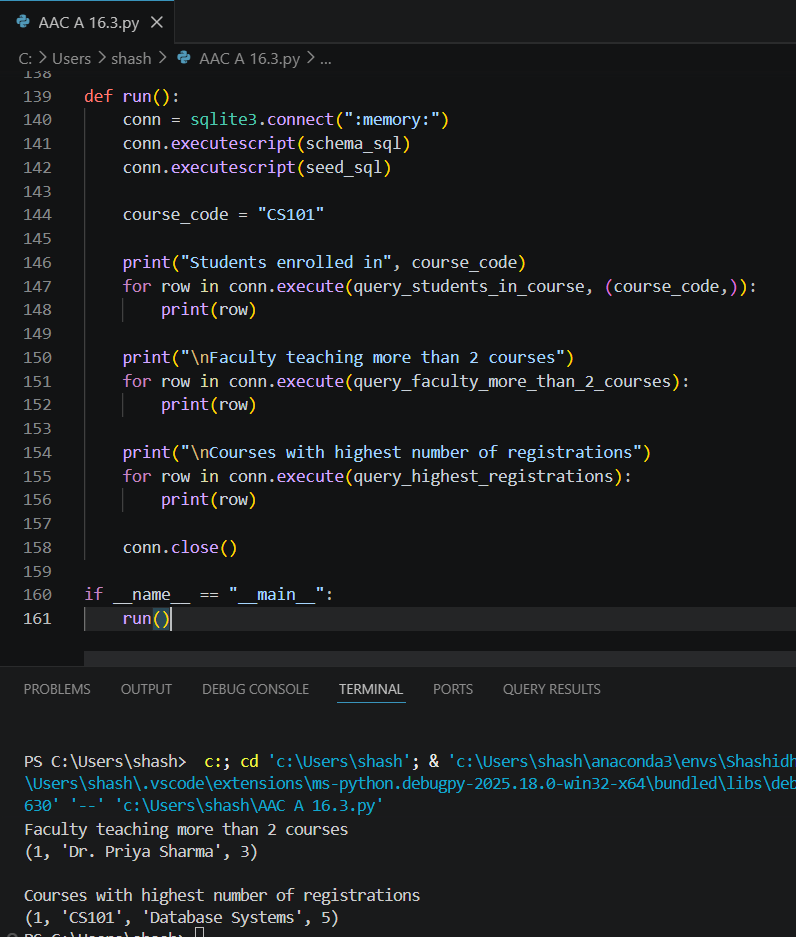 AAC A 16.3.py
C: > Users > shash > AAC A 16.3.py > ...
138
139 def run():
140 conn = sqlite3.connect(":memory:")
141 conn.executescript(schema_sql)
142 conn.executescript(seed_sql)
143
144 course_code = "CS101"
145
146 print("Students enrolled in", course_code)
147 for row in conn.execute(query_students_in_course, (course_code,)):
148 print(row)
149
150 print("\nFaculty teaching more than 2 courses")
151 for row in conn.execute(query_faculty_more_than_2_courses):
152 print(row)
153
154 print("\nCourses with highest number of registrations")
155 for row in conn.execute(query_highest_registrations):
156 print(row)
157
158 conn.close()
159
160 if __name__ == "__main__":
161 run()
PROBLEMS OUTPUT DEBUG CONSOLE TERMINAL PORTS QUERY RESULTS
PS C:\Users\shash> c:; cd 'c:\Users\shash'; & 'c:\Users\shash\anaconda3\envs\Shashidh
\Users\shash\.vscode\extensions\ms-python.debugpy-2025.18.0-win32-x64\bundled\libs\deb
630' '--' 'c:\Users\shash\AAC A 16.3.py'
Faculty teaching more than 2 courses
(1, 'Dr. Priya Sharma', 3)
Courses with highest number of registrations
(1, 'CS101', 'Database Systems', 5)
PS C:\Users\shash>